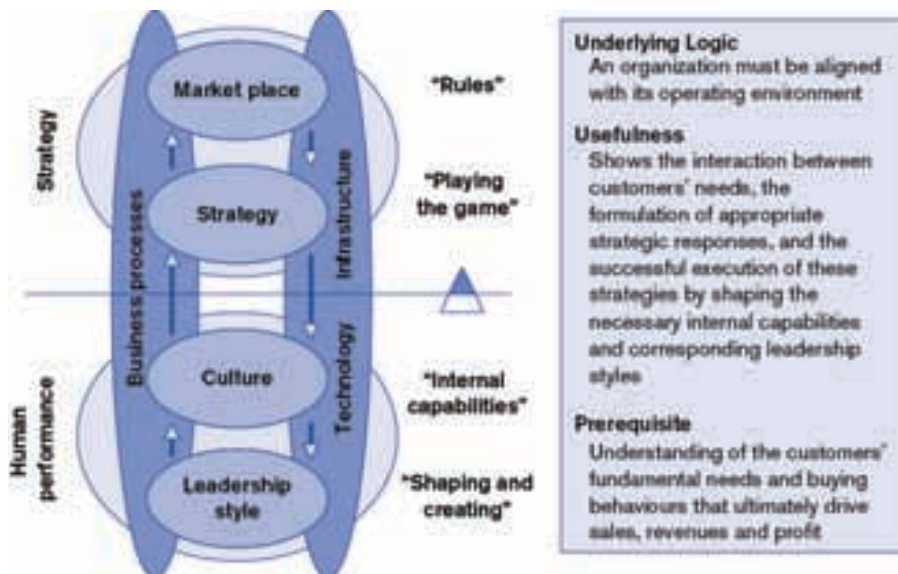 Strategy
Human
performance
Business processes
Infrastructure
Technology
Market place
Strategy
Culture
Leadership
style
"Rules"
"Playing
the game"
"Internal
capabilities"
"Shaping and
creating"
Underlying Logic
An organization must be aligned
with its operating environment
Usefulness
Shows the interaction between
customers' needs, the
formulation of appropriate
strategic responses, and the
successful execution of these
strategies by shaping the
necessary internal capabilities
and corresponding leadership
styles
Prerequisite
Understanding of the customers'
fundamental needs and buying
behaviours that ultimately drive
sales, revenues and profit